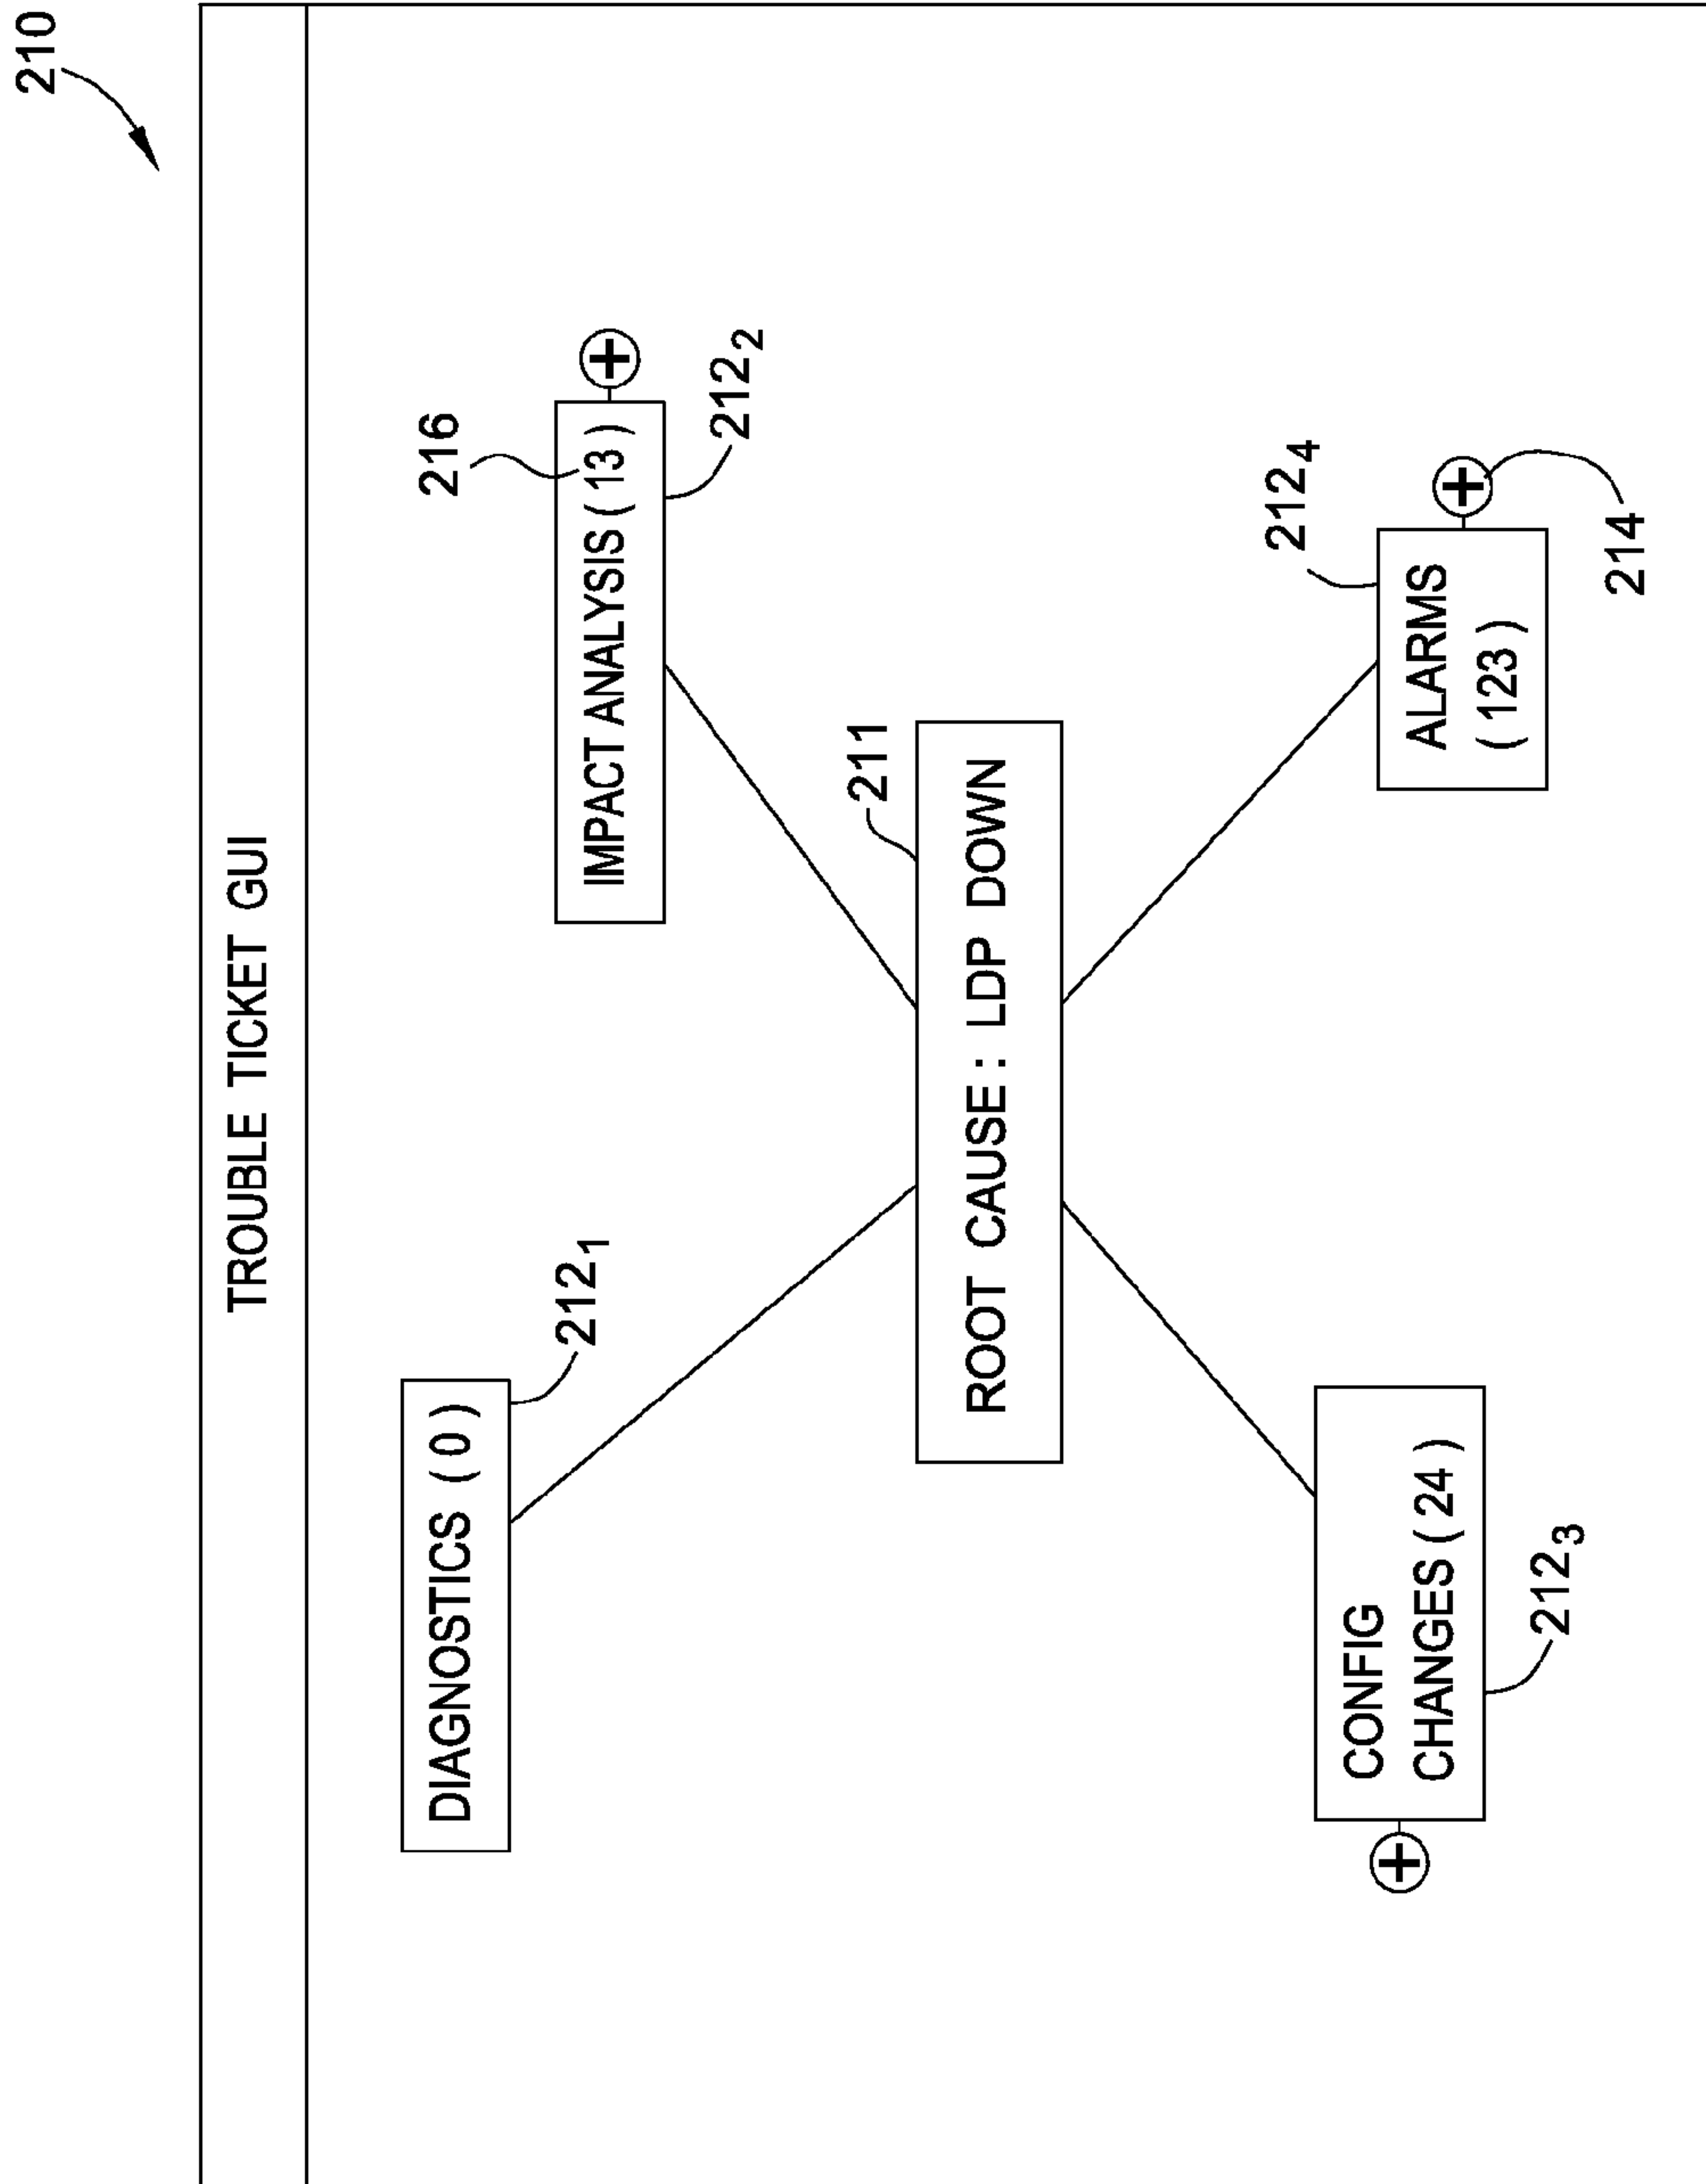 210
TROUBLE TICKET GUI
DIAGNOSTICS (0)
212₁
216
IMPACT ANALYSIS (13)
212₂
211
ROOT CAUSE: LDP DOWN
CONFIG
CHANGES (24)
212₃
212₄
ALARMS
(123)
214